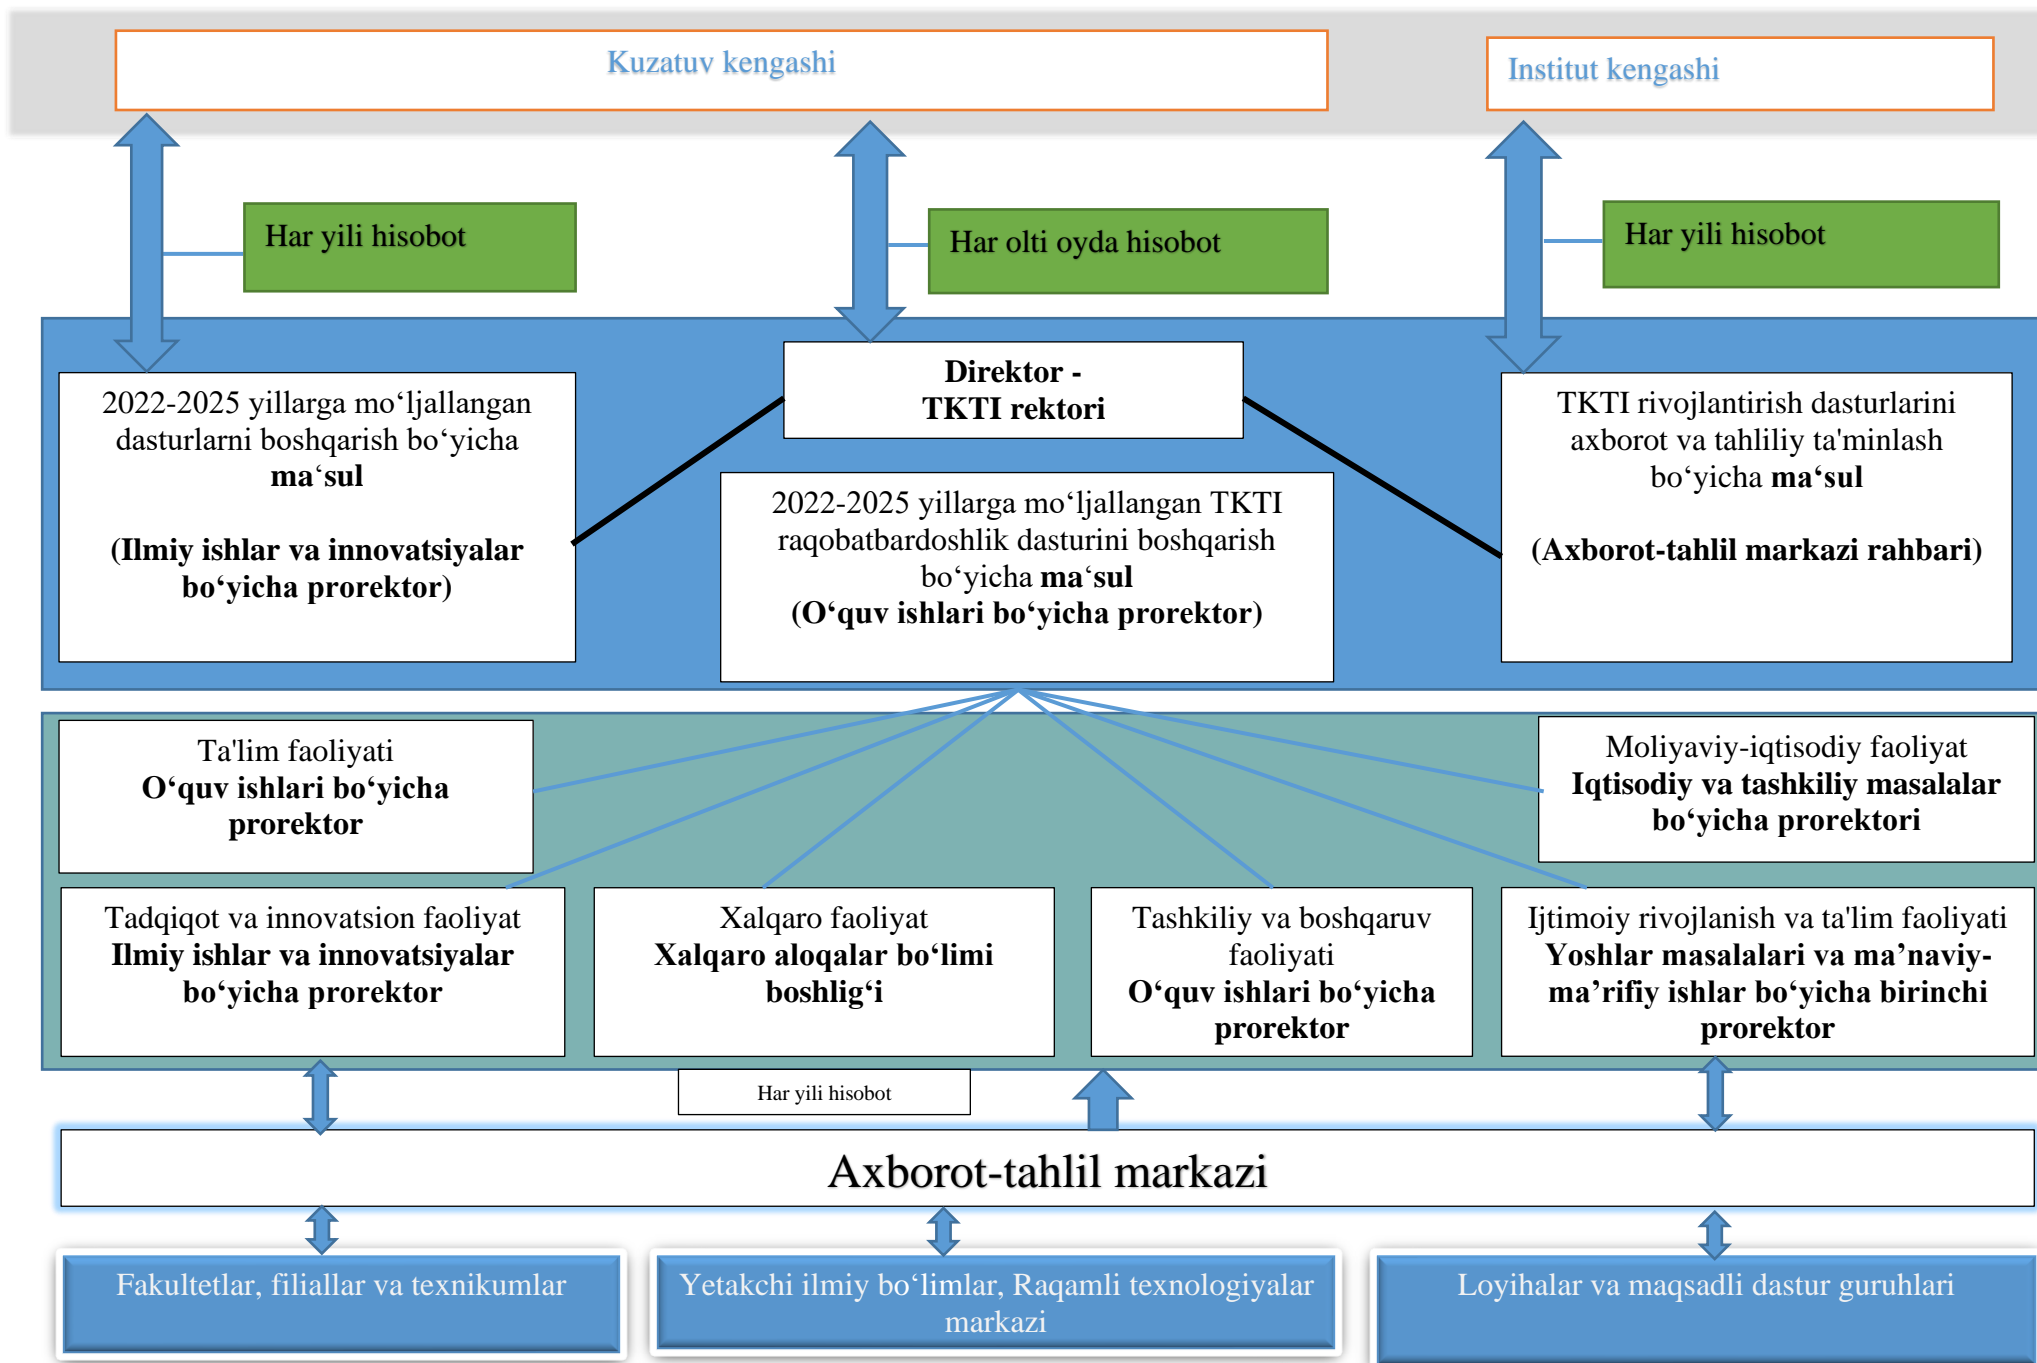 Kuzatuv kengashi
Institut kengashi
Har yili hisobot
Har olti oyda hisobot
Har yili hisobot
Direktor -
TKTI rektori
2022-2025 yillarga mo‘ljallangan
dasturlarni boshqarish bo‘yicha
ma‘sul
(Ilmiy ishlar va innovatsiyalar
bo‘yicha prorektor)
2022-2025 yillarga mo‘ljallangan TKTI
raqobatbardoshlik dasturini boshqarish
bo‘yicha ma‘sul
(O‘quv ishlari bo‘yicha prorektor)
TKTI rivojlantirish dasturlarini
axborot va tahliliy ta'minlash
bo‘yicha ma‘sul
(Axborot-tahlil markazi rahbari)
Ta'lim faoliyati
O‘quv ishlari bo‘yicha
prorektor
Moliyaviy-iqtisodiy faoliyat
Iqtisodiy va tashkiliy masalalar
bo‘yicha prorektori
Tadqiqot va innovatsion faoliyat
Ilmiy ishlar va innovatsiyalar
bo‘yicha prorektor
Xalqaro faoliyat
Xalqaro aloqalar bo‘limi
boshlig‘i
Tashkiliy va boshqaruv
faoliyati
O‘quv ishlari bo‘yicha
prorektor
Ijtimoiy rivojlanish va ta'lim faoliyati
Yoshlar masalalari va ma’naviy-
ma’rifiy ishlar bo‘yicha birinchi
prorektor
Har yili hisobot
Axborot-tahlil markazi
Fakultetlar, filiallar va texnikumlar
Yetakchi ilmiy bo‘limlar, Raqamli texnologiyalar
markazi
Loyihalar va maqsadli dastur guruhlari